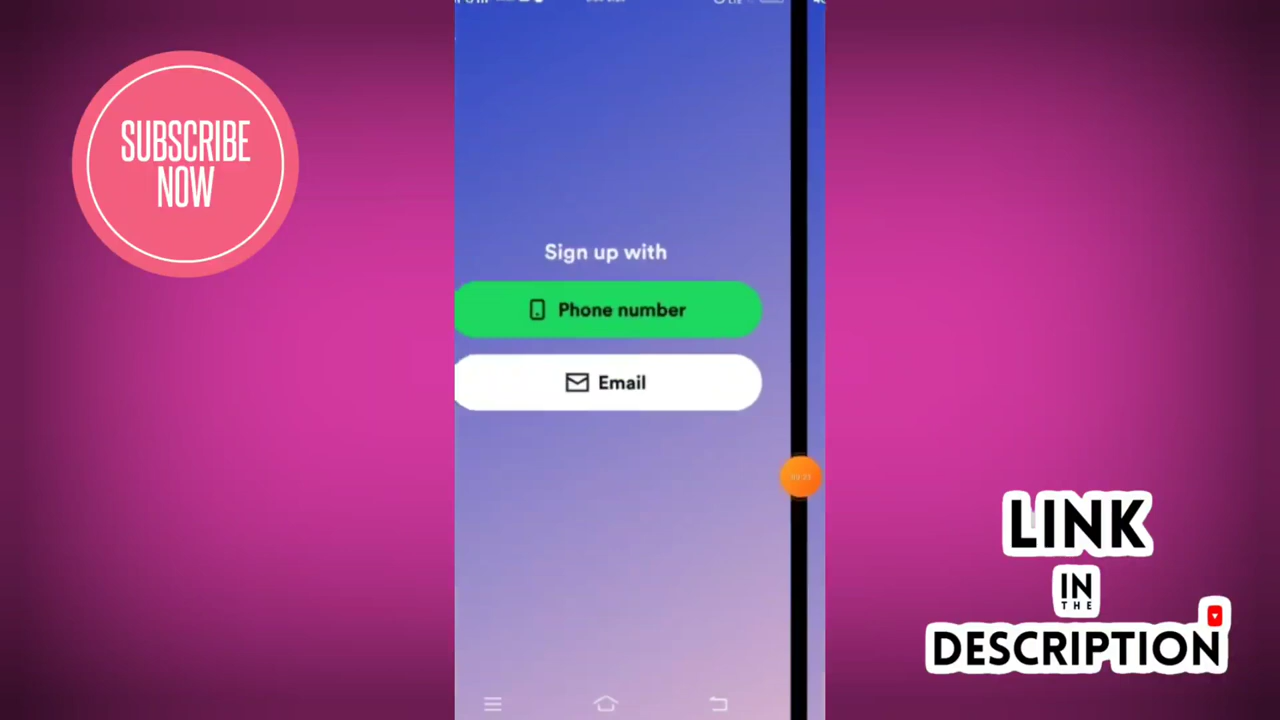 SUBSCRIBE
NOW
Sign up with
Phone number
Email
LINK
IN
THE
DESCRIPTION